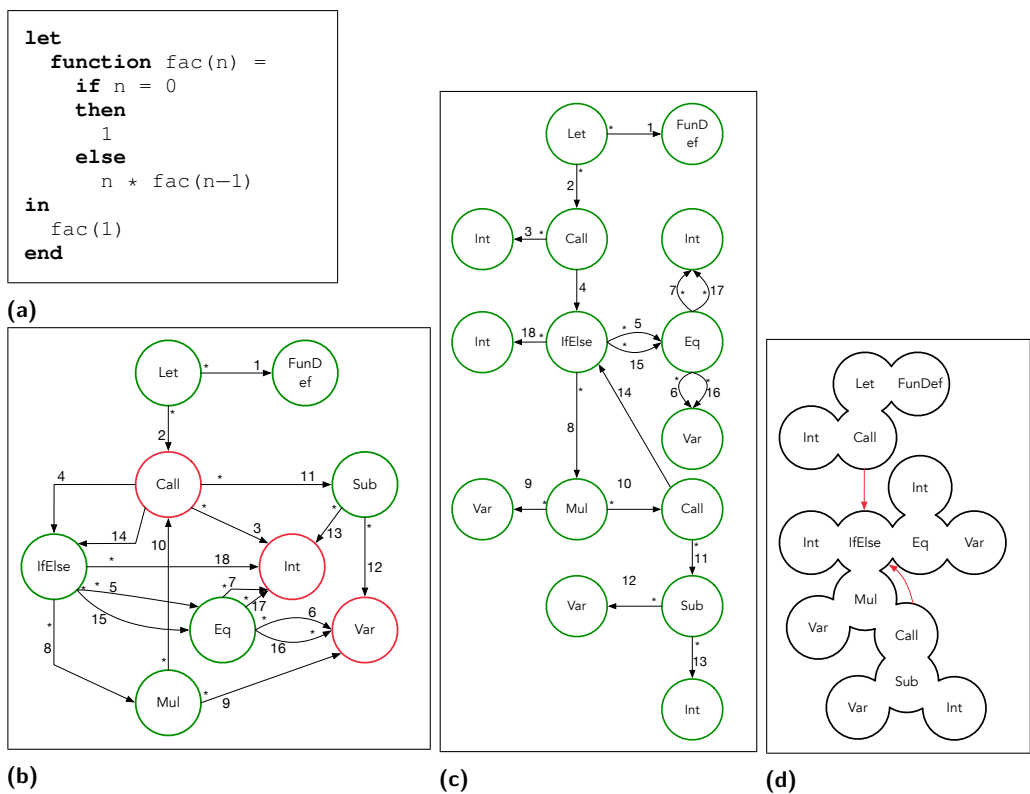 let
function fac(n) =
if n = 0
then
1
else
n * fac(n−1)
in
fac(1)
end
(a)
Let
*
1
FunD
ef
*
2
Call
4
*
11
Sub
14
*
3
*
13
*
12
10
IfElse
*
18
Int
*
*
5
*
7
*
17
15
Eq
*
6
*
*
16
Var
*
8
*
Mul
*
9
(b)
Let
*
1
FunD
ef
*
2
Int
3
*
Call
Int
4
7
*
*
17
Int
18
*
IfElse
*
5
*
15
Eq
*
8
14
*
6
*
16
Var
Var
9
*
Mul
10
*
Call
*
11
Var
12
*
Sub
*
13
Int
(c)
Let
FunDef
Int
Call
Int
Int
IfElse
Eq
Var
Mul
Var
Call
Sub
Var
Int
(d)